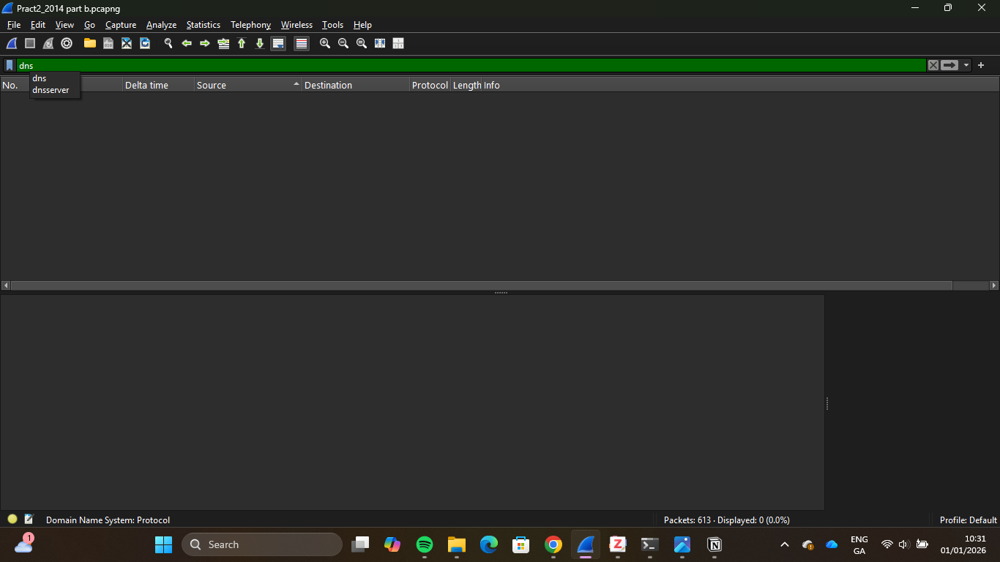 Pract2_2014 part b.pcapng
File Edit View Go Capture Analyze Statistics Telephony Wireless Tools Help
dns
dns
dnsserver
No. Delta time Source Destination Protocol Length Info
Domain Name System: Protocol
Packets: 613 · Displayed: 0 (0.0%)
Profile: Default
1
Search
ENG
GA
10:31
01/01/2026